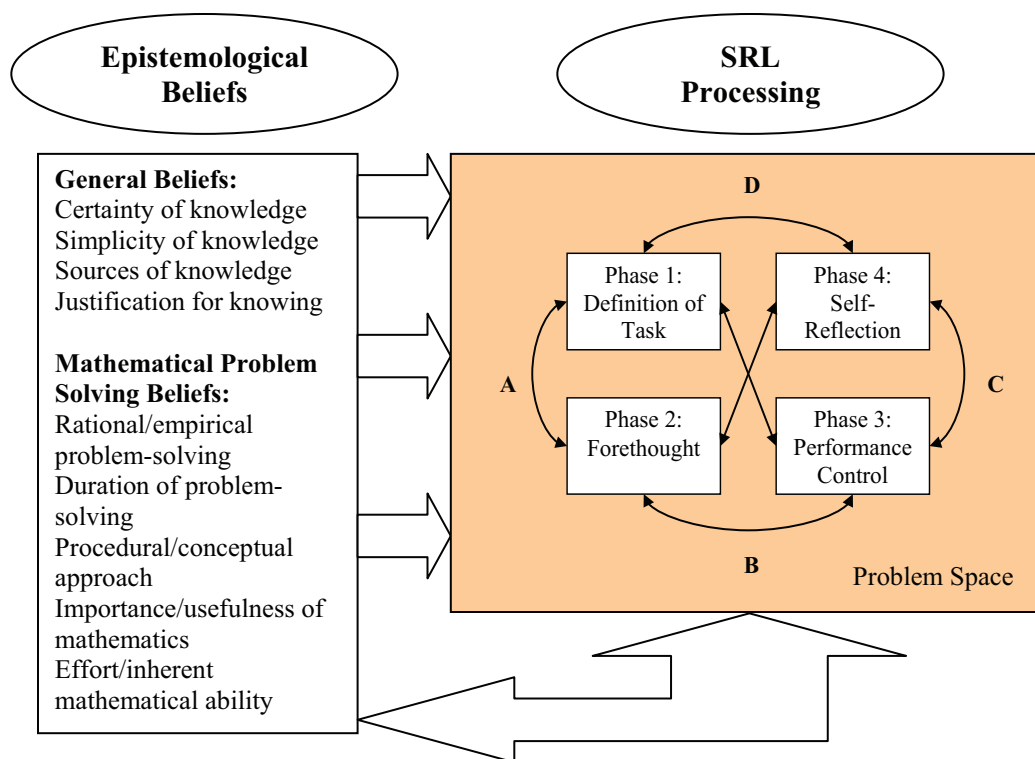 Epistemological
Beliefs
SRL
Processing
General Beliefs:
Certainty of knowledge
Simplicity of knowledge
Sources of knowledge
Justification for knowing
Mathematical Problem
Solving Beliefs:
Rational/empirical
problem-solving
Duration of problem-
solving
Procedural/conceptual
approach
Importance/usefulness of
mathematics
Effort/inherent
mathematical ability
D
Phase 1:
Definition of
Task
Phase 4:
Self-
Reflection
A
C
Phase 2:
Forethought
Phase 3:
Performance
Control
B
Problem Space